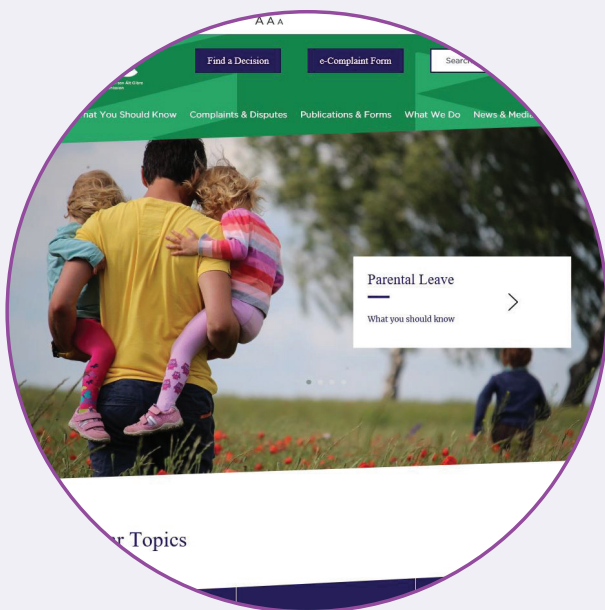 A A A
Find a Decision
e-Complaint Form
Search
What You Should Know Complaints & Disputes Publications & Forms What We Do News & Media
Parental Leave
What you should know
Topics